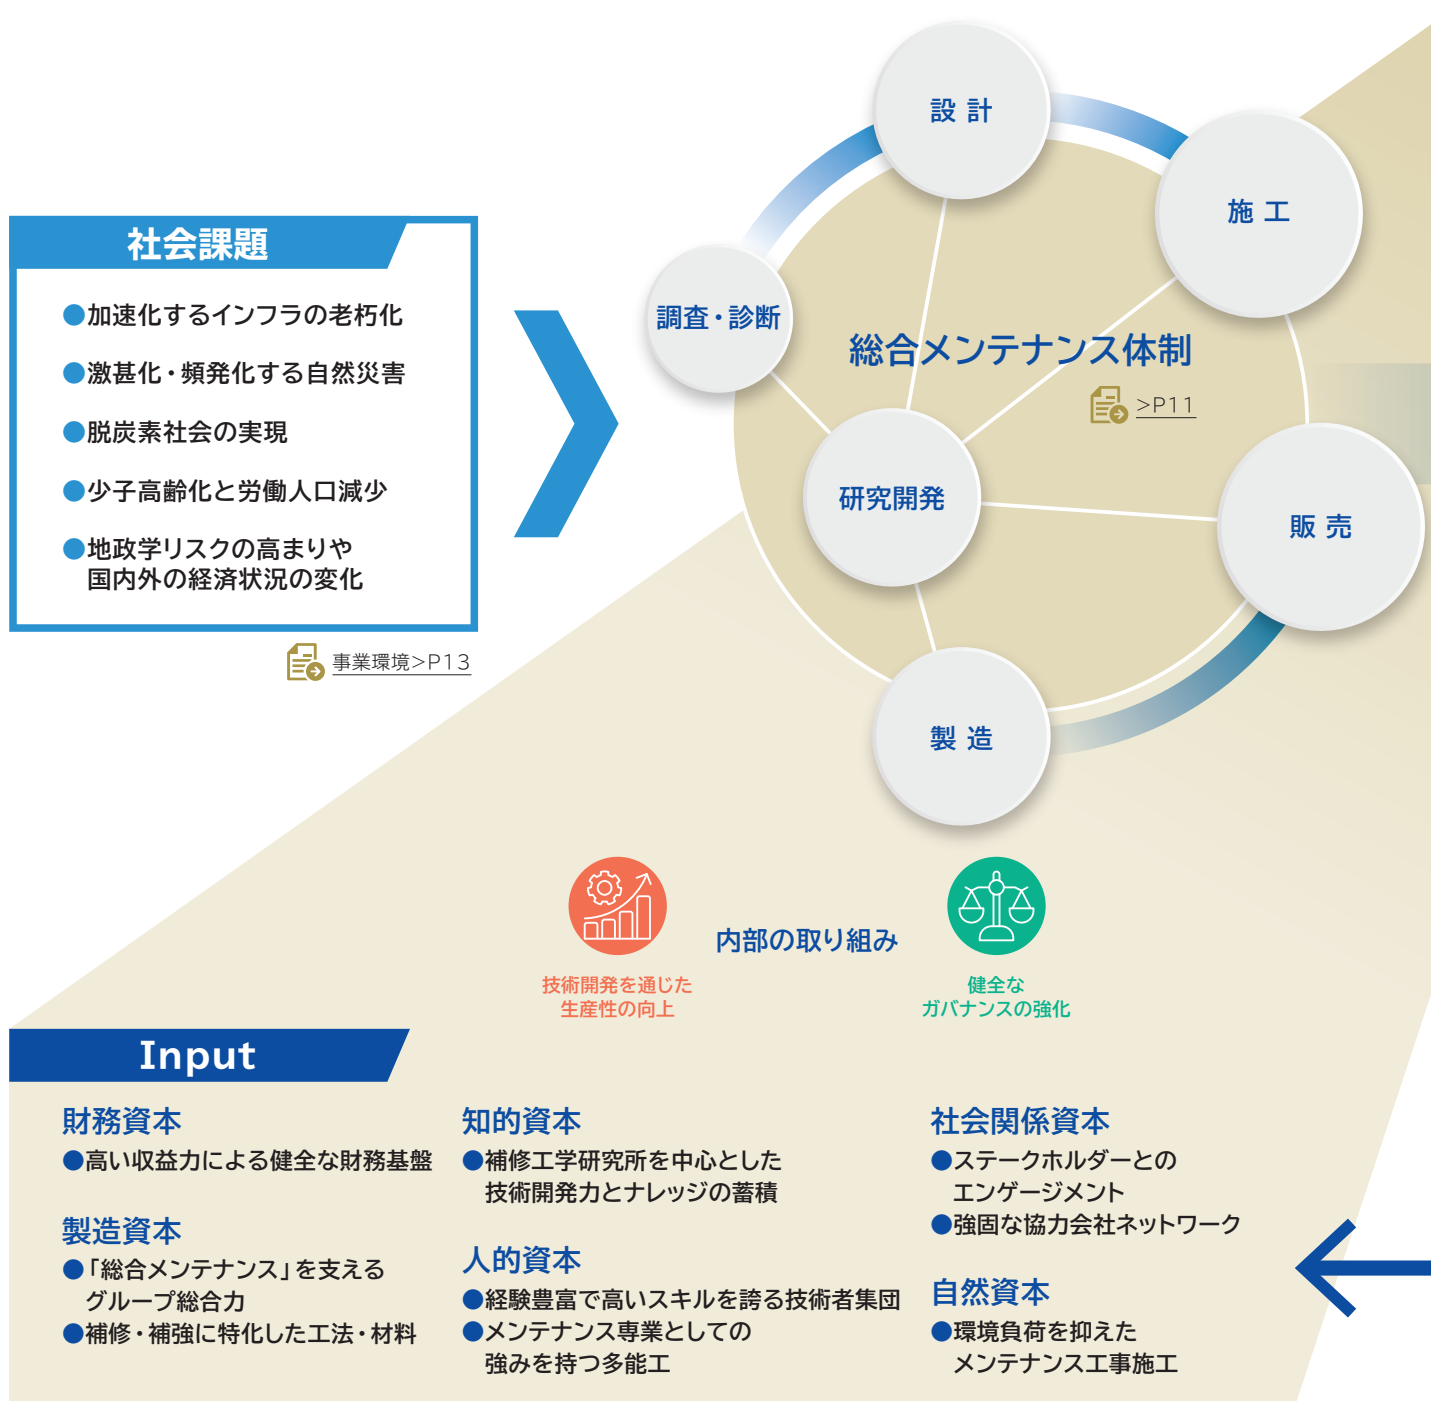 社会課題
●加速化するインフラの老朽化
●激甚化・頻発化する自然災害
●脱炭素社会の実現
●少子高齢化と労働人口減少
●地政学リスクの高まりや
国内外の経済状況の変化
事業環境>P13
設 計
施 工
調査・診断
総合メンテナンス体制
>P11
研究開発
販 売
製 造
内部の取り組み
技術開発を通じた
生産性の向上
健全な
ガバナンスの強化
Input
財務資本
●高い収益力による健全な財務基盤
製造資本
●「総合メンテナンス」を支える
グループ総合力
●補修・補強に特化した工法・材料
知的資本
●補修工学研究所を中心とした
技術開発力とナレッジの蓄積
人的資本
●経験豊富で高いスキルを誇る技術者集団
●メンテナンス専業としての
強みを持つ多能工
社会関係資本
●ステークホルダーとの
エンゲージメント
●強固な協力会社ネットワーク
自然資本
●環境負荷を抑えた
メンテナンス工事施工